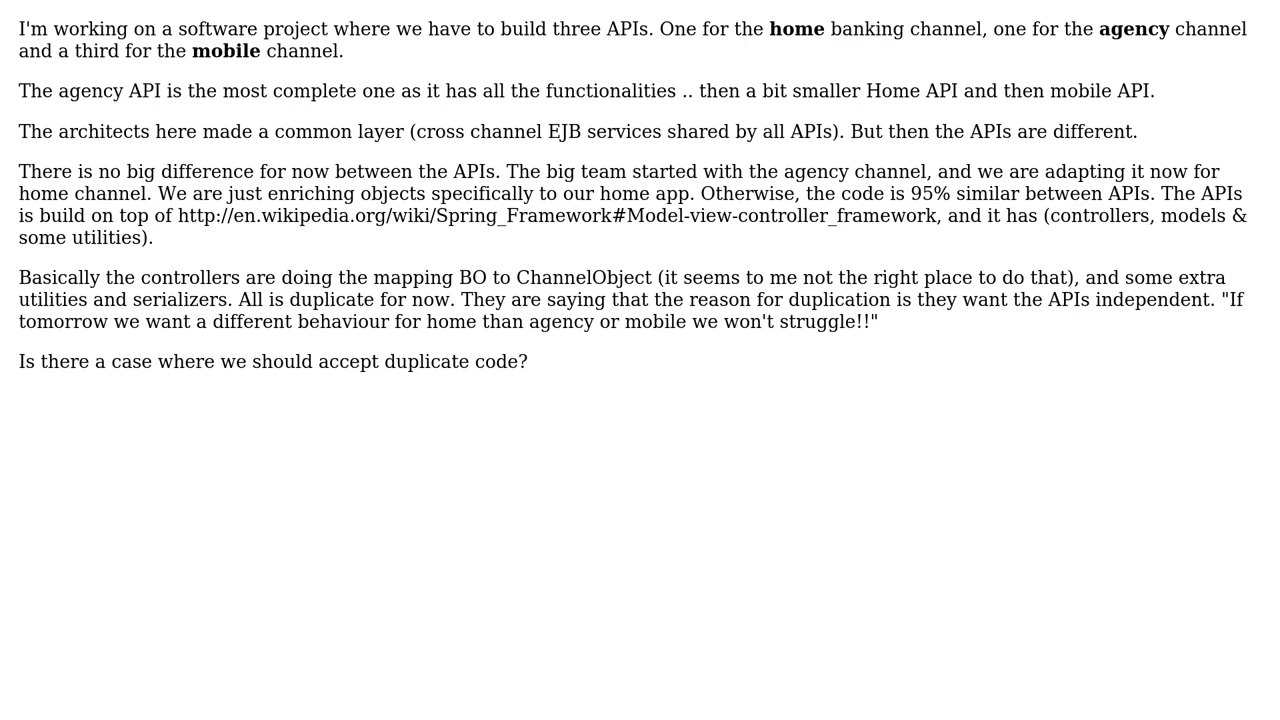 I'm working on a software project where we have to build three APIs. One for the home banking channel, one for the agency channel
and a third for the mobile channel.
The agency API is the most complete one as it has all the functionalities .. then a bit smaller Home API and then mobile API.
The architects here made a common layer (cross channel EJB services shared by all APIs). But then the APIs are different.
There is no big difference for now between the APIs. The big team started with the agency channel, and we are adapting it now for
home channel. We are just enriching objects specifically to our home app. Otherwise, the code is 95% similar between APIs. The APIs
is build on top of http://en.wikipedia.org/wiki/Spring_Framework#Model-view-controller_framework, and it has (controllers, models &
some utilities).
Basically the controllers are doing the mapping BO to ChannelObject (it seems to me not the right place to do that), and some extra
utilities and serializers. All is duplicate for now. They are saying that the reason for duplication is they want the APIs independent. "If
tomorrow we want a different behaviour for home than agency or mobile we won't struggle!!"
Is there a case where we should accept duplicate code?